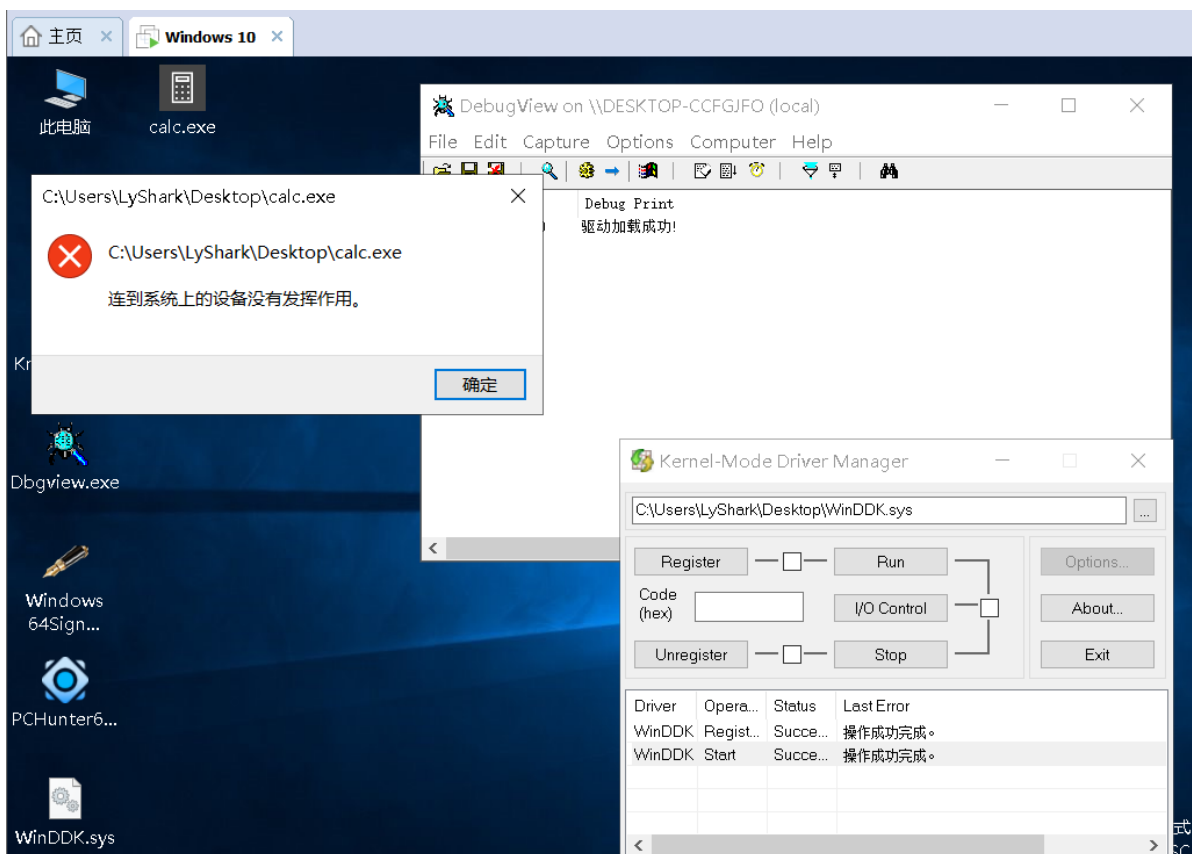 主页
Windows 10
此电脑
calc.exe
DebugView on \\DESKTOP-CCFGJFO (local)
File Edit Capture Options Computer Help
Debug Print
驱动加载成功!
C:\Users\LyShark\Desktop\calc.exe
C:\Users\LyShark\Desktop\calc.exe
连到系统上的设备没有发挥作用。
确定
Kr
Dbgview.exe
Windows
64Sign...
PCHunter6...
WinDDK.sys
Kernel-Mode Driver Manager
C:\Users\LyShark\Desktop\WinDDK.sys
...
Register
Run
Options...
Code
(hex)
I/O Control
About...
Unregister
Stop
Exit
Driver Opera... Status Last Error
WinDDK Regist... Succe... 操作成功完成。
WinDDK Start Succe... 操作成功完成。
式